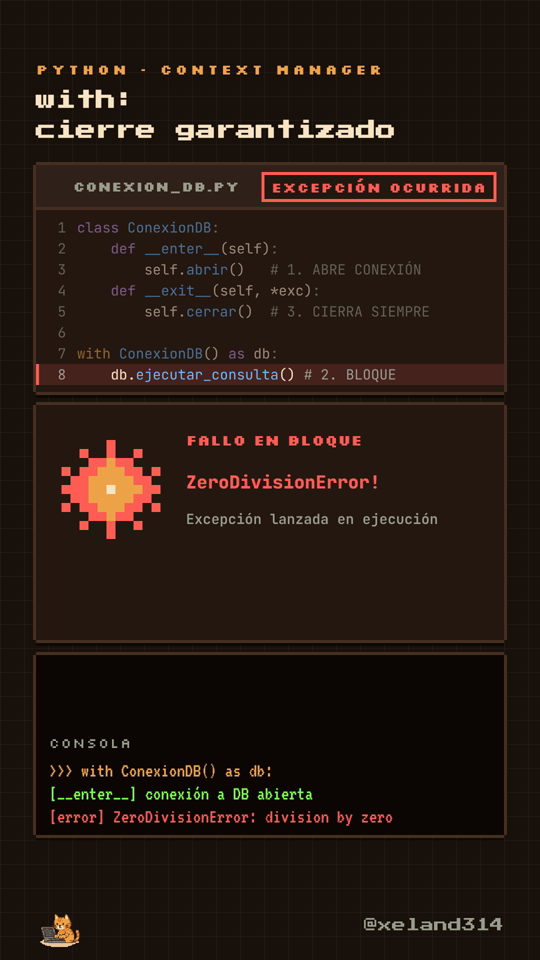 PYTHON · CONTEXT MANAGER
with:
cierre garantizado
CONEXION_DB.PY
EXCEPCIÓN OCURRIDA
1 class ConexionDB:
2     def __enter__(self):
3         self.abrir()   # 1. ABRE CONEXIÓN
4     def __exit__(self, *exc):
5         self.cerrar()  # 3. CIERRA SIEMPRE
6
7 with ConexionDB() as db:
8     db.ejecutar_consulta() # 2. BLOQUE
FALLO EN BLOQUE
ZeroDivisionError!
Excepción lanzada en ejecución
CONSOLA
>>> with ConexionDB() as db:
[__enter__] conexión a DB abierta
[error] ZeroDivisionError: division by zero
@xeland314